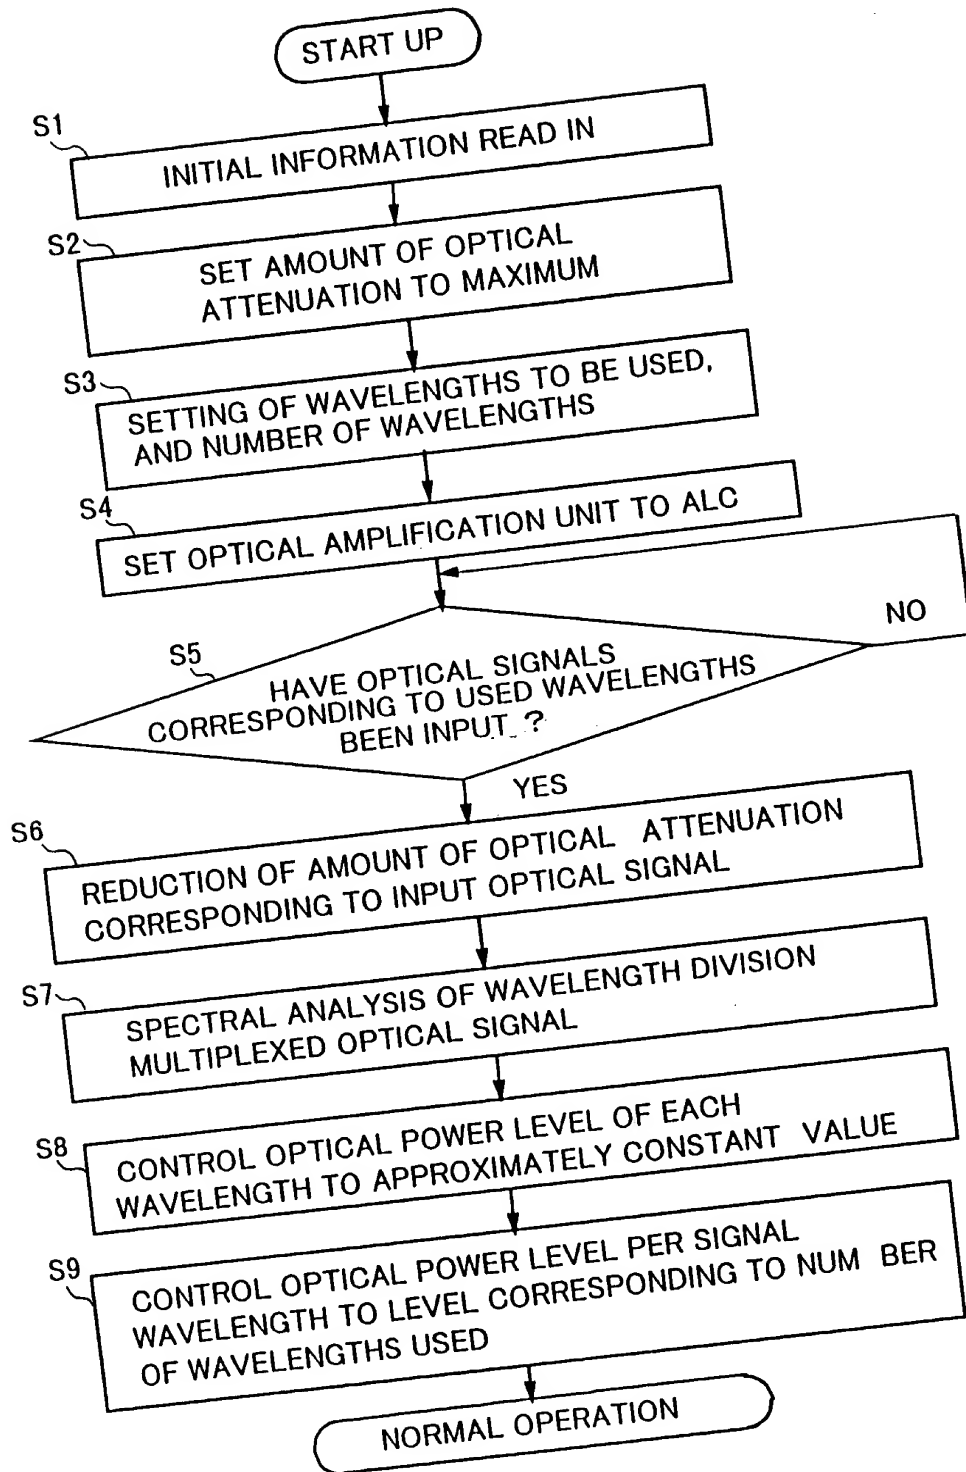 START UP
S1
INITIAL INFORMATION READ IN
S2
SET AMOUNT OF OPTICAL
ATTENUATION TO MAXIMUM
S3
SETTING OF WAVELENGTHS TO BE USED,
AND NUMBER OF WAVELENGTHS
S4
SET OPTICAL AMPLIFICATION UNIT TO ALC
NO
S5
HAVE OPTICAL SIGNALS
CORRESPONDING TO USED WAVELENGTHS
BEEN INPUT ?
YES
S6
REDUCTION OF AMOUNT OF OPTICAL ATTENUATION
CORRESPONDING TO INPUT OPTICAL SIGNAL
S7
SPECTRAL ANALYSIS OF WAVELENGTH DIVISION
MULTIPLEXED OPTICAL SIGNAL
S8
CONTROL OPTICAL POWER LEVEL OF EACH
WAVELENGTH TO APPROXIMATELY CONSTANT VALUE
S9
CONTROL OPTICAL POWER LEVEL PER SIGNAL
WAVELENGTH TO LEVEL CORRESPONDING TO NUM BER
OF WAVELENGTHS USED
NORMAL OPERATION